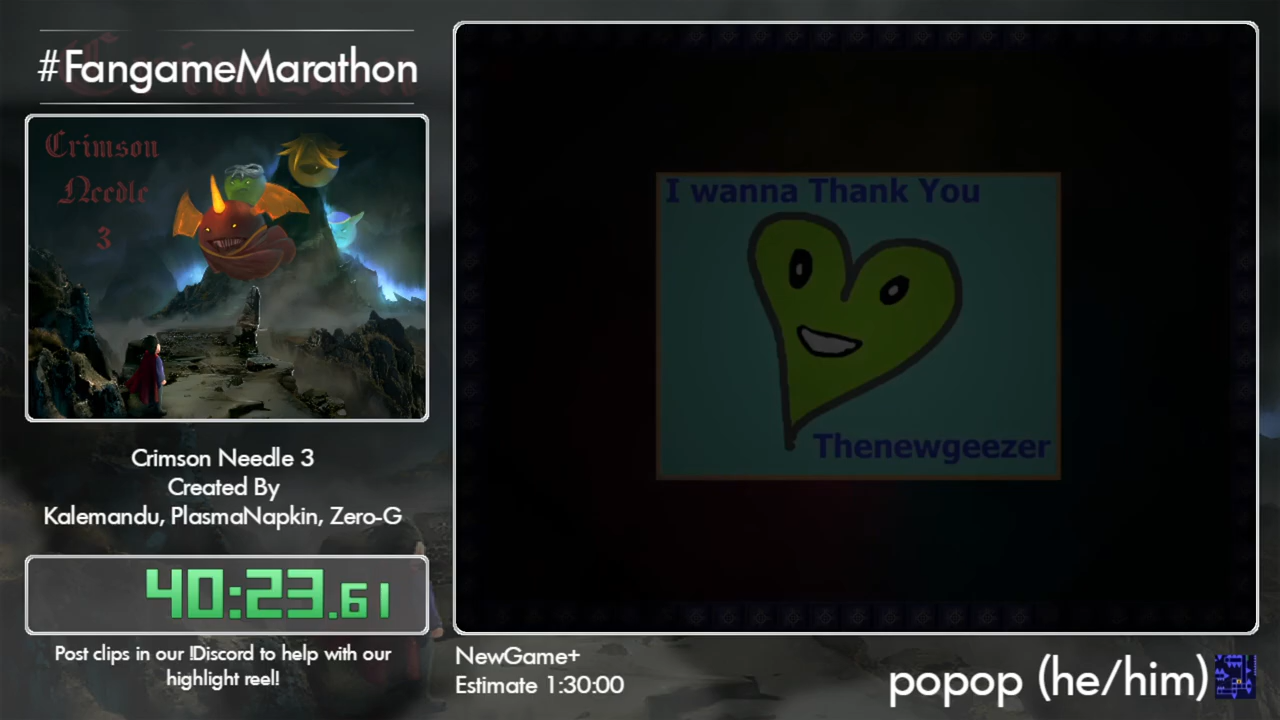 #FangameMarathon
Crimson
Needle
3
Crimson Needle 3
Created By
Kalemandu, PlasmaNapkin, Zero-G
40:23.61
Post clips in our !Discord to help with our
highlight reel!
I wanna Thank You
Thenewgeezer
NewGame+
Estimate 1:30:00
popop (he/him)